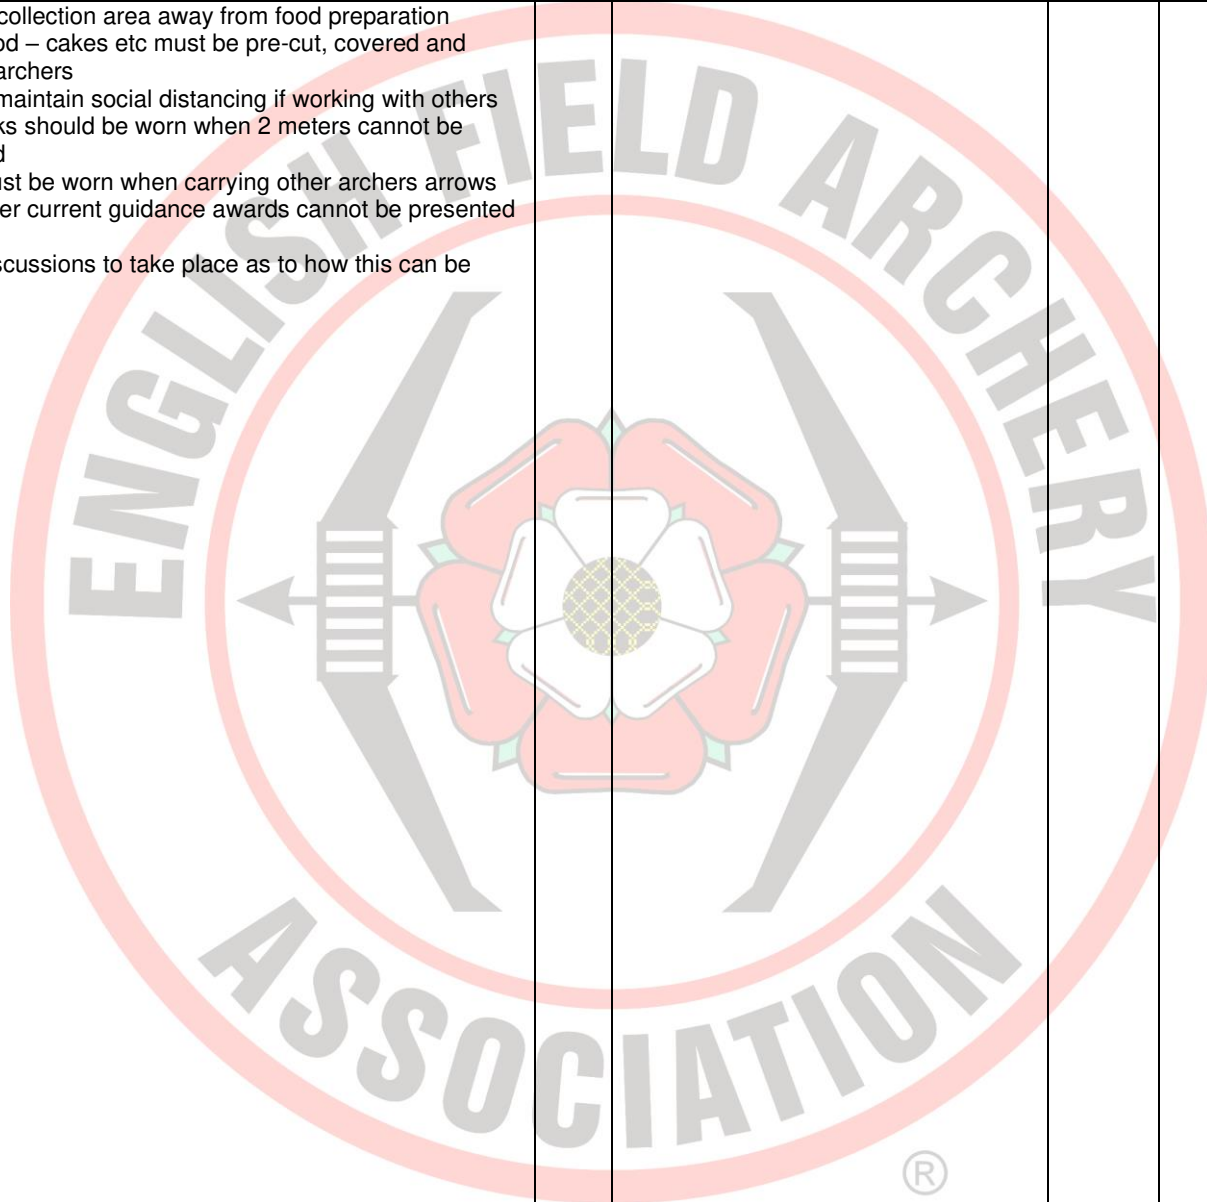 collection area away from food preparation
od – cakes etc must be pre-cut, covered and
archers
maintain social distancing if working with others
ks should be worn when 2 meters cannot be
d
ust be worn when carrying other archers arrows
er current guidance awards cannot be presented
scussions to take place as to how this can be
ENGLISH FIELD ARCHERY
ASSOCIATION
®